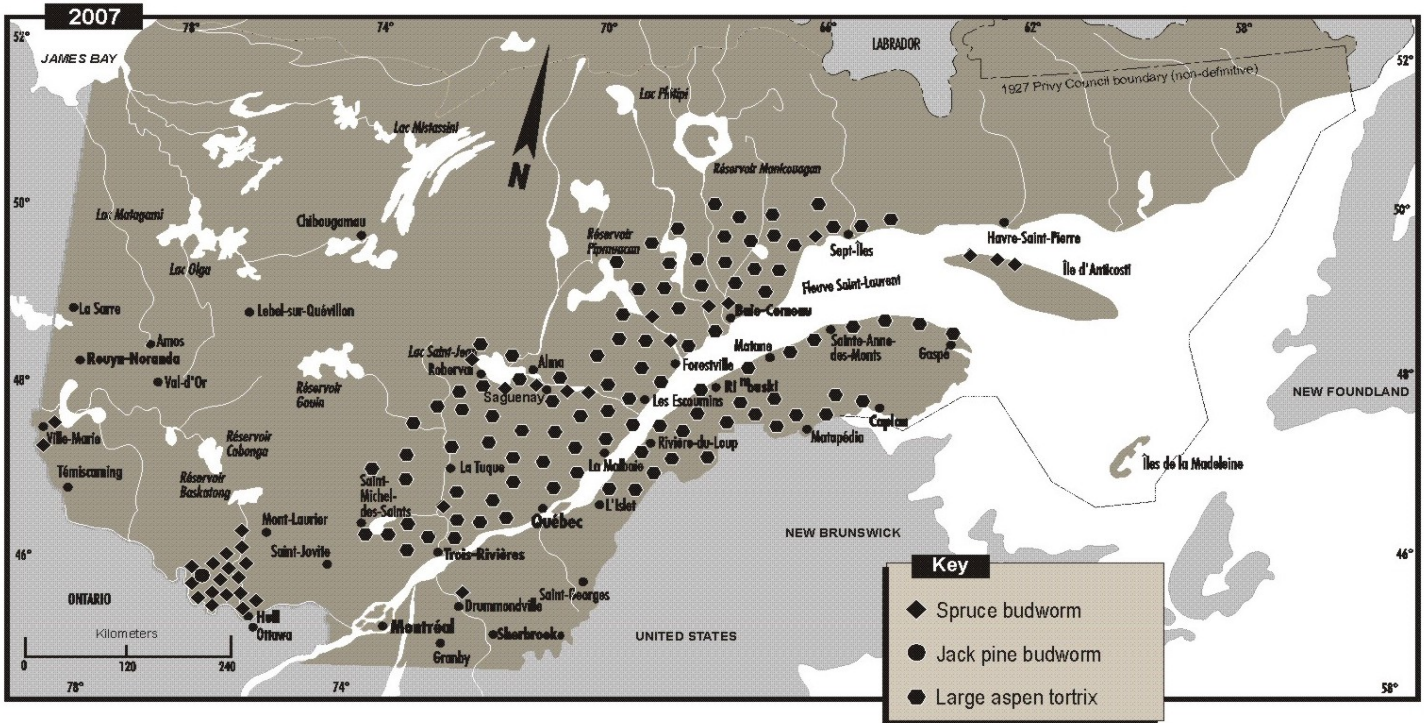 2007
78°
74°
70°
66°
62°
58°
52°
JAMES BAY
LABRADOR
52°
1927 Privy Council boundary (non-definitive)
Lac Philipi
Lac Mistassini
N
Réservoir Manicouagan
50°
Lac Matagami
Chibougamau
Réservoir
Pipmuacan
50°
Sept-Îles
Havre-Saint-Pierre
Lac Olga
Île d'Anticosti
Fleuve Saint-Laurent
La Sarre
Lebel-sur-Quévillon
Baie-Comeau
Amos
Rouyn-Noranda
Lac Saint-Jean
Alma
Matane
Sainte-Anne-
des-Monts
Gaspé
Forestville
Roberval
48°
Val-d'Or
Réservoir
Gouin
Saguenay
Ri mouski
48°
NEW FOUNDLAND
Les Escoumins
Caplan
Ville-Marie
Réservoir
Cabonga
Rivière-du-Loup
Matapédia
Témiscaming
La Tuque
La Malbaie
Îles de la Madeleine
Réservoir
Baskatong
Saint-
Michel-
des-Saints
L'Islet
Québec
Mont-Laurier
NEW BRUNSWICK
46°
Saint-Jovite
Trois-Rivières
46°
Key
ONTARIO
Saint-Georges
Drummondville
Spruce budworm
Hull
Ottawa
Montréal
Sherbrooke
UNITED STATES
Kilometers
Granby
Jack pine budworm
0
120
240
78°
74°
58°
Large aspen tortrix